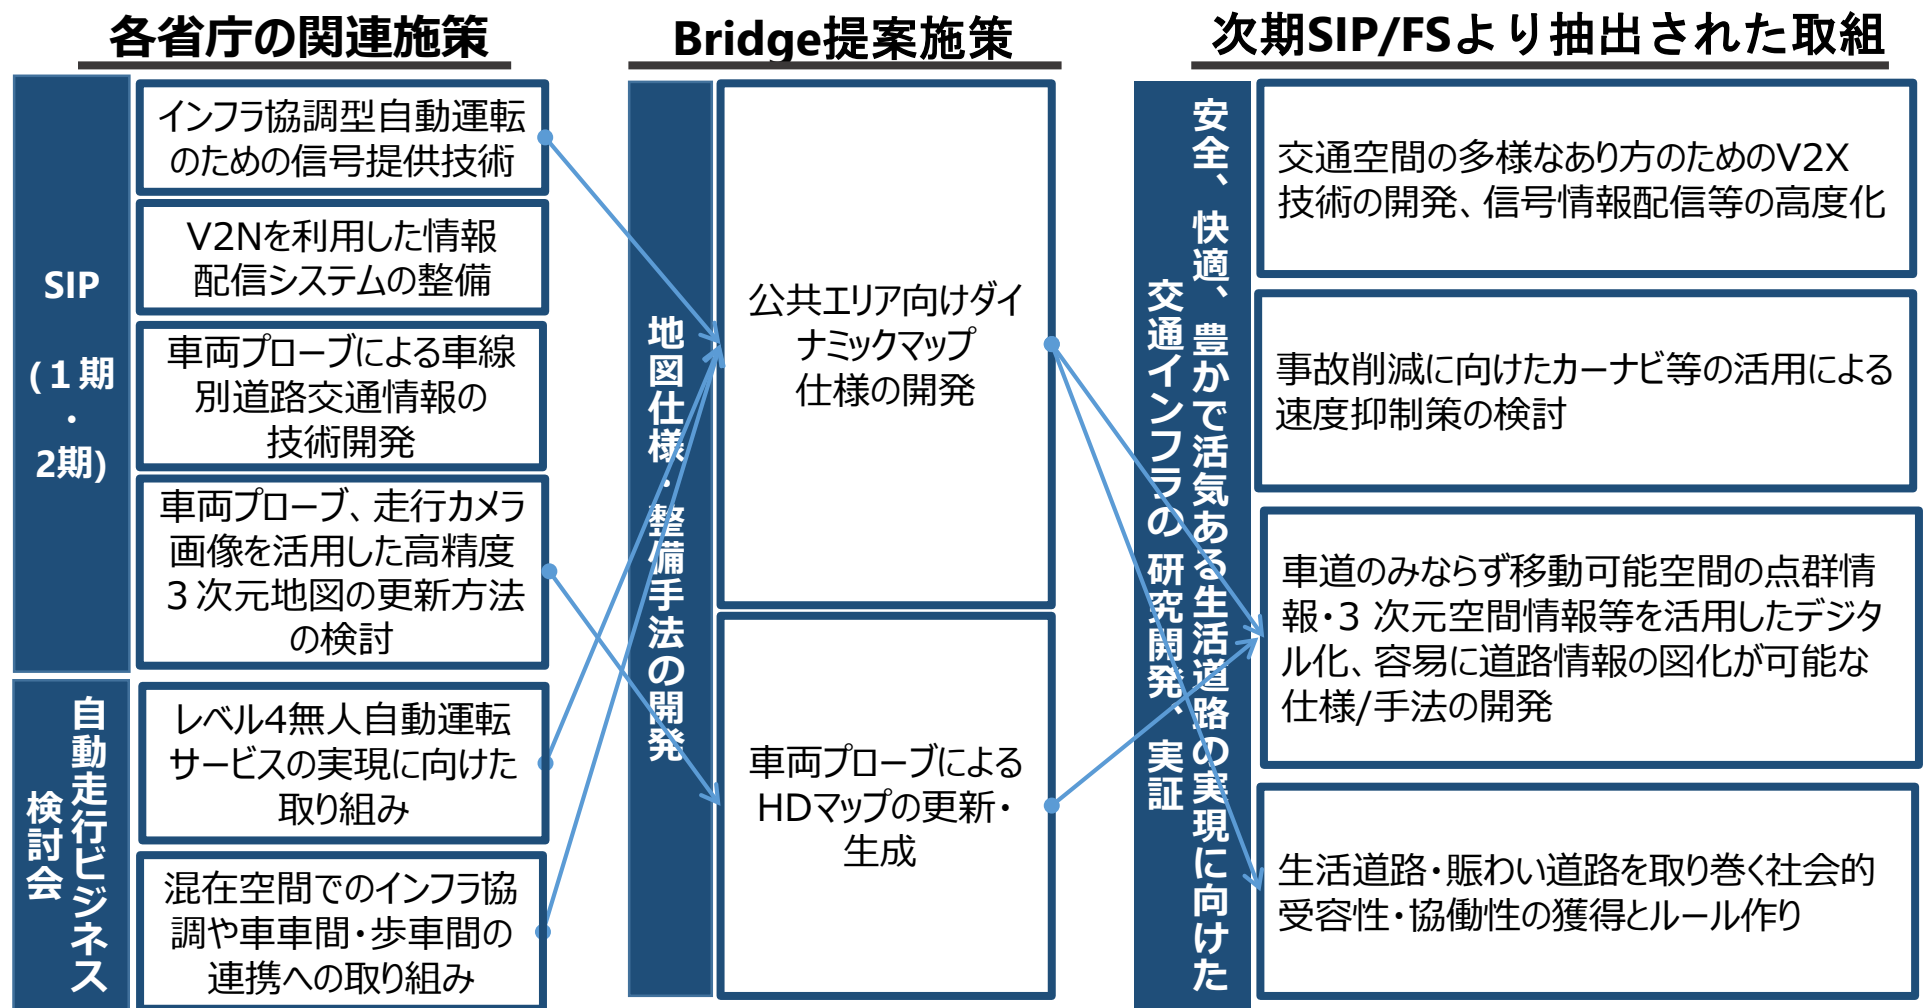 各省庁の関連施策
SIP
(１期
・
2期)
インフラ協調型自動運転
のための信号提供技術
V2Nを利用した情報
配信システムの整備
車両プローブによる車線
別道路交通情報の
技術開発
車両プローブ、走行カメラ
画像を活用した高精度
３次元地図の更新方法
の検討
自動走行ビジネス
検討会
レベル4無人自動運転
サービスの実現に向けた
取り組み
混在空間でのインフラ協
調や車車間・歩車間の
連携への取り組み
Bridge提案施策
地図仕様・整備手法の開発
公共エリア向けダイ
ナミックマップ
仕様の開発
車両プローブによる
HDマップの更新・
生成
次期SIP/FSより抽出された取組
安全、快適、豊かで活気ある生活道路の実現に向けた
交通インフラの 研究開発、実証
交通空間の多様なあり方のためのV2X
技術の開発、信号情報配信等の高度化
事故削減に向けたカーナビ等の活用による
速度抑制策の検討
車道のみならず移動可能空間の点群情
報・3 次元空間情報等を活用したデジタ
ル化、容易に道路情報の図化が可能な
仕様/手法の開発
生活道路・賑わい道路を取り巻く社会的
受容性・協働性の獲得とルール作り